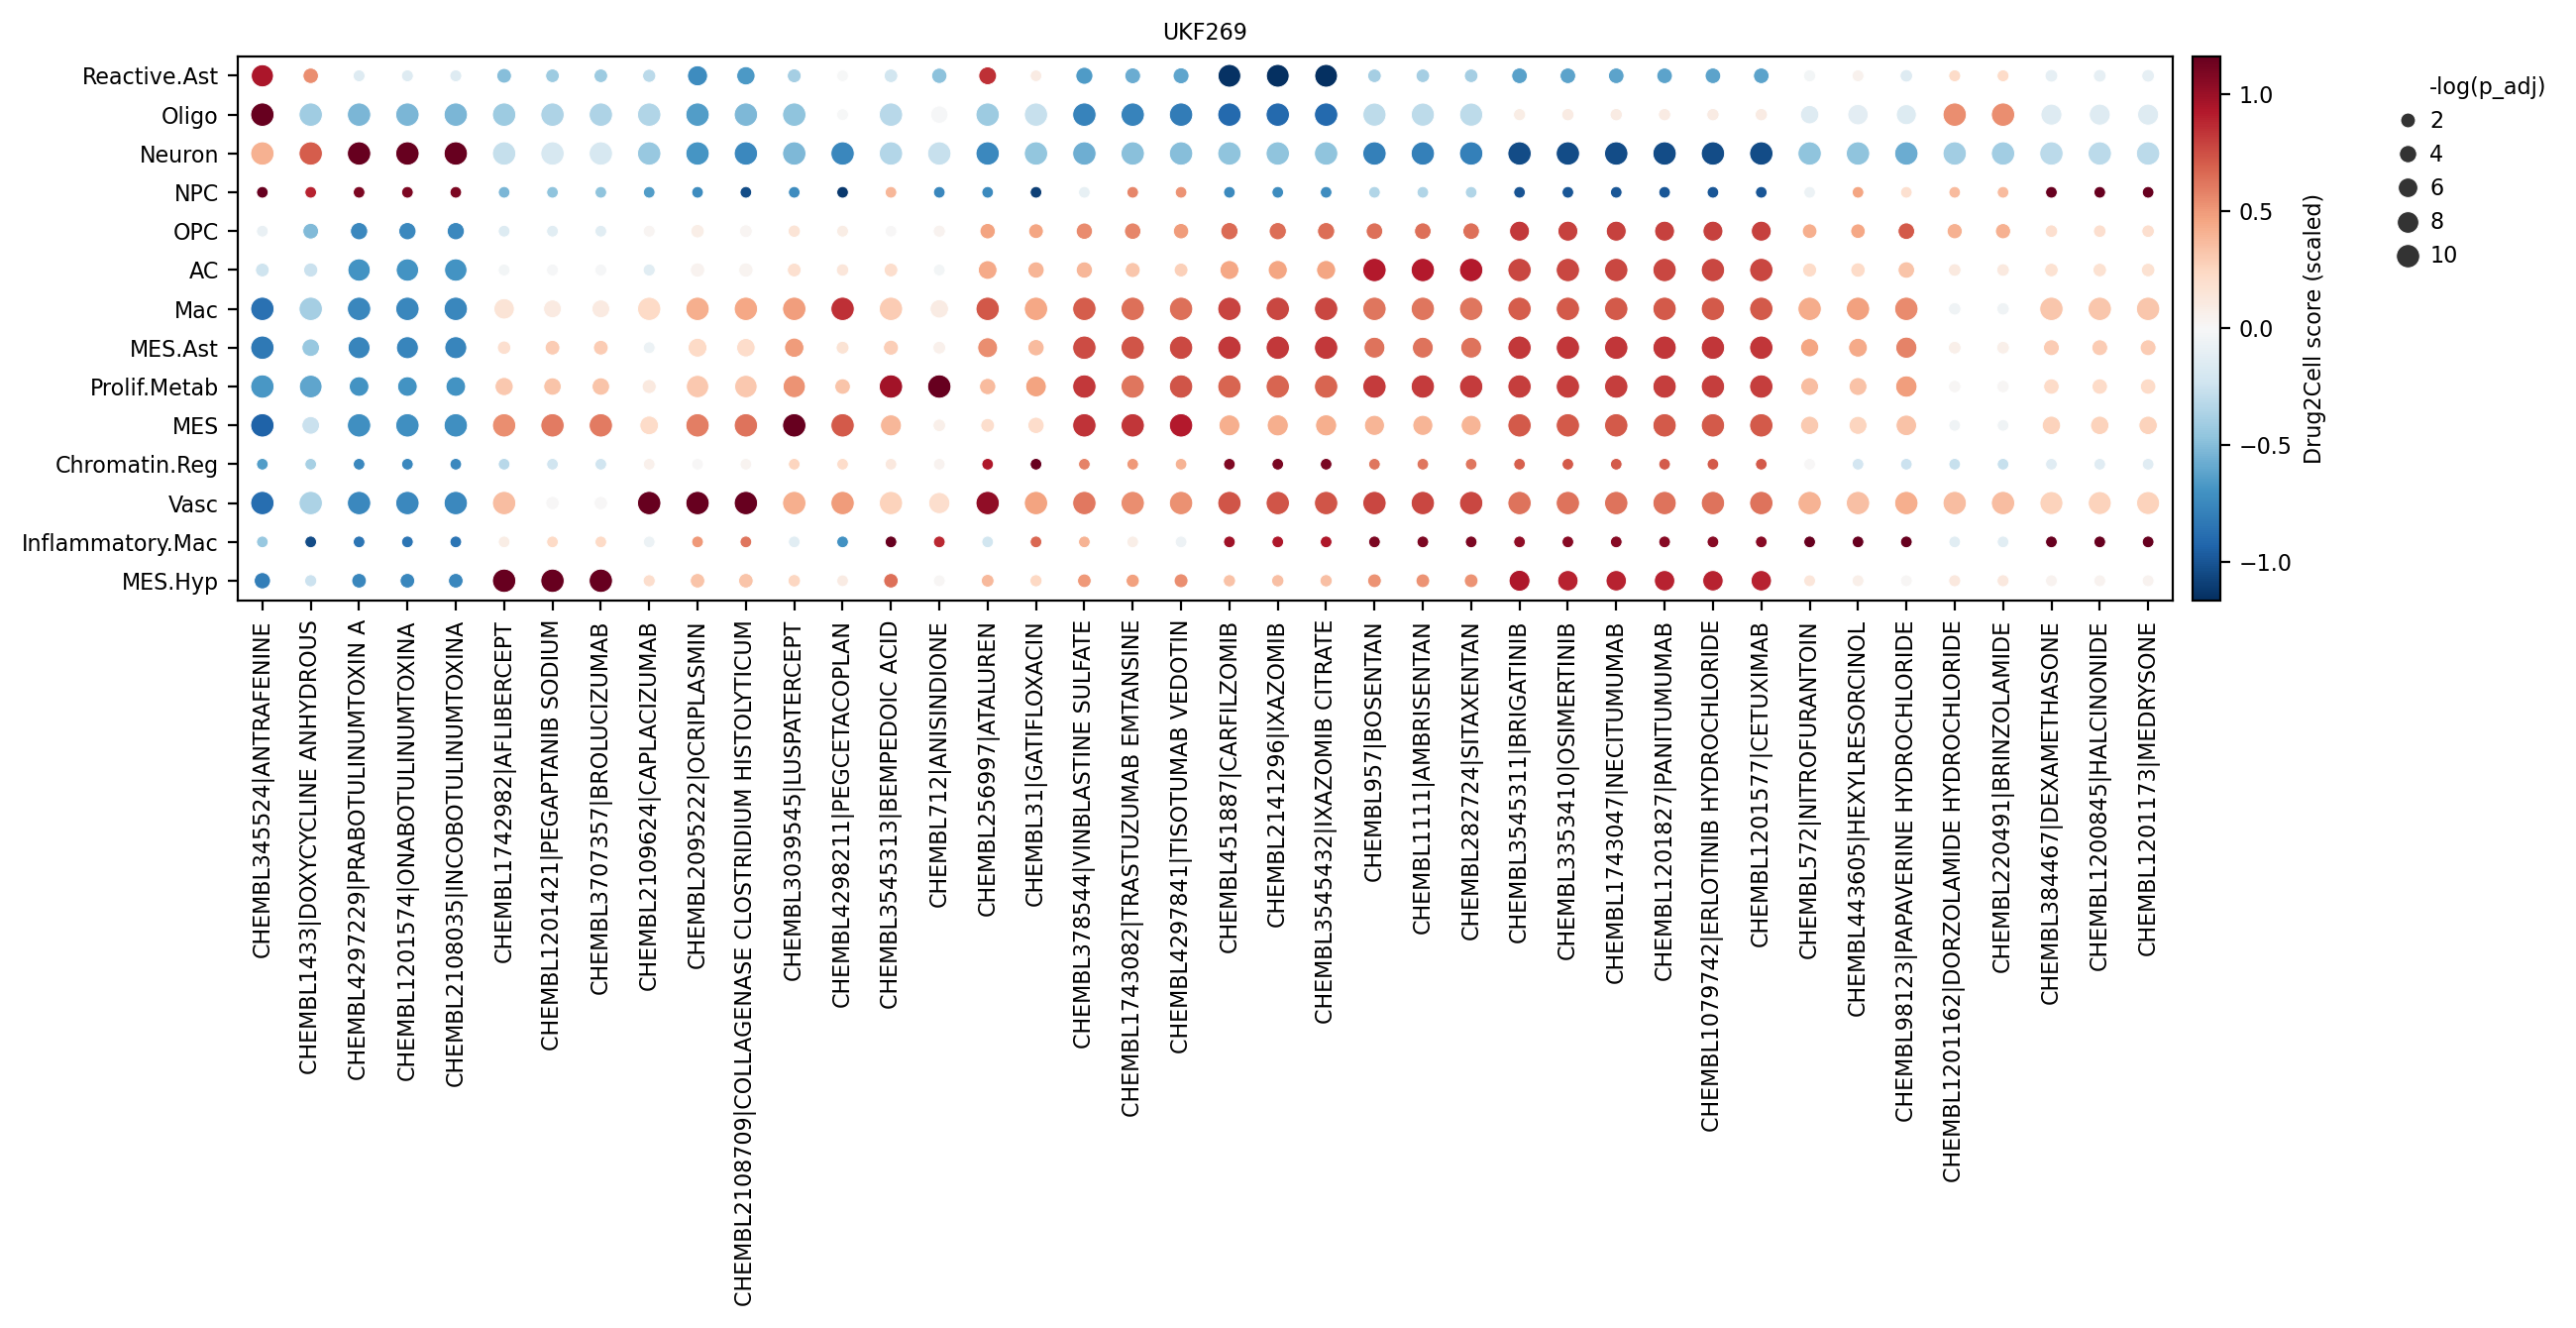 UKF269
Reactive.Ast
Oligo
Neuron
NPC
OPC
AC
Mac
MES.Ast
Prolif.Metab
MES
Chromatin.Reg
Vasc
Inflammatory.Mac
MES.Hyp
CHEMBL345524|ANTRAFENINE
CHEMBL1433|DOXYCYCLINE ANHYDROUS
CHEMBL4297229|PRABOTULINUMTOXIN A
CHEMBL1201574|ONABOTULINUMTOXINA
CHEMBL2108035|INCOBOTULINUMTOXINA
CHEMBL1742982|AFLIBERCEPT
CHEMBL1201421|PEGAPTANIB SODIUM
CHEMBL3707357|BROLUCIZUMAB
CHEMBL2109624|CAPLACIZUMAB
CHEMBL2095222|OCRIPLASMIN
CHEMBL2108709|COLLAGENASE CLOSTRIDIUM HISTOLYTICUM
CHEMBL3039545|LUSPATERCEPT
CHEMBL4298211|PEGCETACOPLAN
CHEMBL3545313|BEMPEDOIC ACID
CHEMBL712|ANISINDIONE
CHEMBL256997|ATALUREN
CHEMBL31|GATIFLOXACIN
CHEMBL378544|VINBLASTINE SULFATE
CHEMBL1743082|TRASTUZUMAB EMTANSINE
CHEMBL4297841|TISOTUMAB VEDOTIN
CHEMBL451887|CARFILZOMIB
CHEMBL2141296|IXAZOMIB
CHEMBL3545432|IXAZOMIB CITRATE
CHEMBL957|BOSENTAN
CHEMBL1111|AMBRISENTAN
CHEMBL282724|SITAXENTAN
CHEMBL3545311|BRIGATINIB
CHEMBL3353410|OSIMERTINIB
CHEMBL1743047|NECITUMUMAB
CHEMBL1201827|PANITUMUMAB
CHEMBL1079742|ERLOTINIB HYDROCHLORIDE
CHEMBL1201577|CETUXIMAB
CHEMBL572|NITROFURANTOIN
CHEMBL443605|HEXYLRESORCINOL
CHEMBL98123|PAPAVERINE HYDROCHLORIDE
CHEMBL1201162|DORZOLAMIDE HYDROCHLORIDE
CHEMBL220491|BRINZOLAMIDE
CHEMBL384467|DEXAMETHASONE
CHEMBL1200845|HALCINONIDE
CHEMBL1201173|MEDRYSONE
1.0
0.5
0.0
−0.5
−1.0
Drug2Cell score (scaled)
-log(p_adj)
2
4
6
8
10